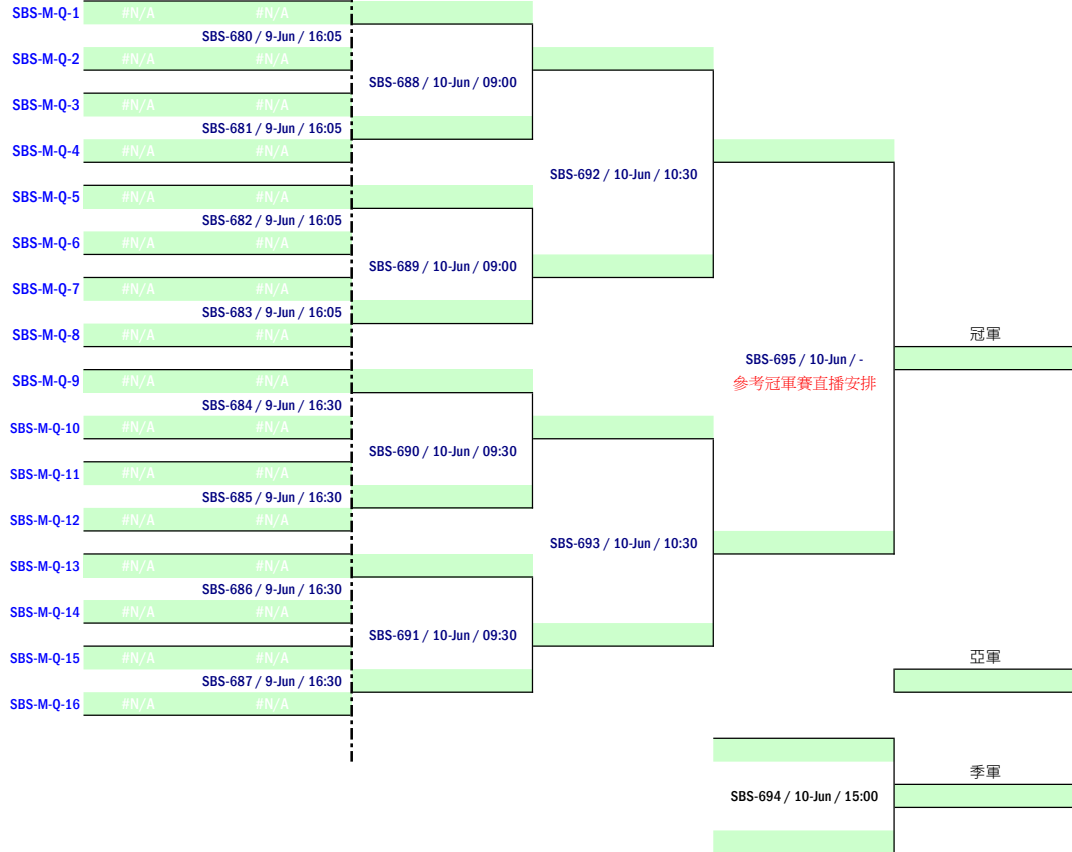 SBS-M-Q-1 #N/A #N/A
SBS-680 / 9-Jun / 16:05
SBS-M-Q-2 #N/A #N/A
SBS-688 / 10-Jun / 09:00
SBS-M-Q-3 #N/A #N/A
SBS-681 / 9-Jun / 16:05
SBS-M-Q-4 #N/A #N/A
SBS-692 / 10-Jun / 10:30
SBS-M-Q-5 #N/A #N/A
SBS-682 / 9-Jun / 16:05
SBS-M-Q-6 #N/A #N/A
SBS-689 / 10-Jun / 09:00
SBS-M-Q-7 #N/A #N/A
SBS-683 / 9-Jun / 16:05
SBS-M-Q-8 #N/A #N/A
冠軍
SBS-695 / 10-Jun / -
參考冠軍賽直播安排
SBS-M-Q-9 #N/A #N/A
SBS-684 / 9-Jun / 16:30
SBS-M-Q-10 #N/A #N/A
SBS-690 / 10-Jun / 09:30
SBS-M-Q-11 #N/A #N/A
SBS-685 / 9-Jun / 16:30
SBS-M-Q-12 #N/A #N/A
SBS-693 / 10-Jun / 10:30
SBS-M-Q-13 #N/A #N/A
SBS-686 / 9-Jun / 16:30
SBS-M-Q-14 #N/A #N/A
SBS-691 / 10-Jun / 09:30
SBS-M-Q-15 #N/A #N/A
亞軍
SBS-687 / 9-Jun / 16:30
SBS-M-Q-16 #N/A #N/A
季軍
SBS-694 / 10-Jun / 15:00